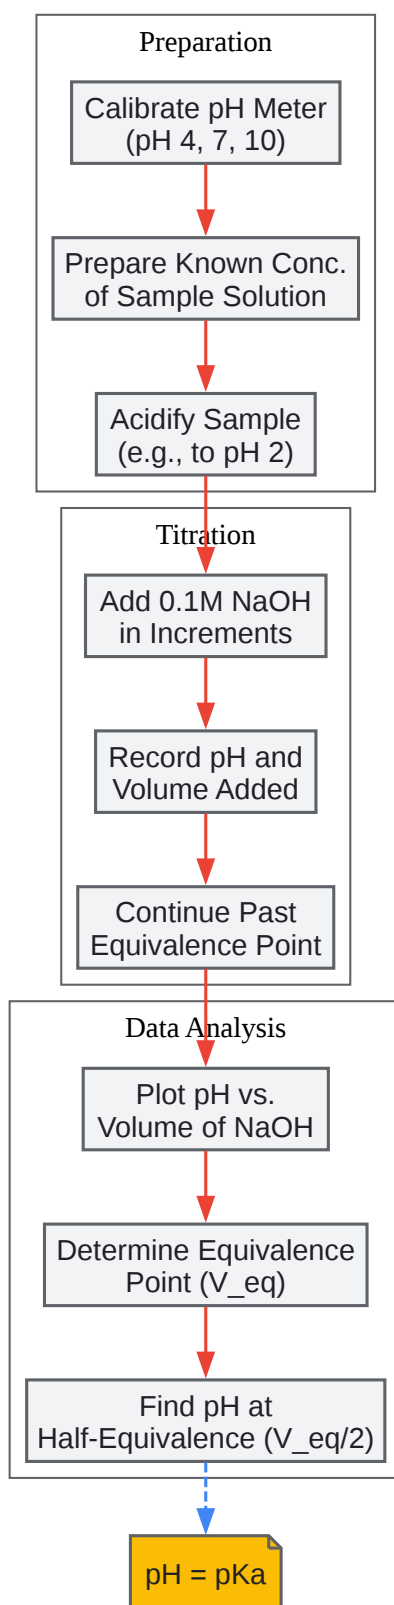 Preparation
Calibrate pH Meter
(pH 4, 7, 10)
Prepare Known Conc.
of Sample Solution
Acidify Sample
(e.g., to pH 2)
Titration
Add 0.1M NaOH
in Increments
Record pH and
Volume Added
Continue Past
Equivalence Point
Data Analysis
Plot pH vs.
Volume of NaOH
Determine Equivalence
Point (V_eq)
Find pH at
Half-Equivalence (V_eq/2)
pH = pKa